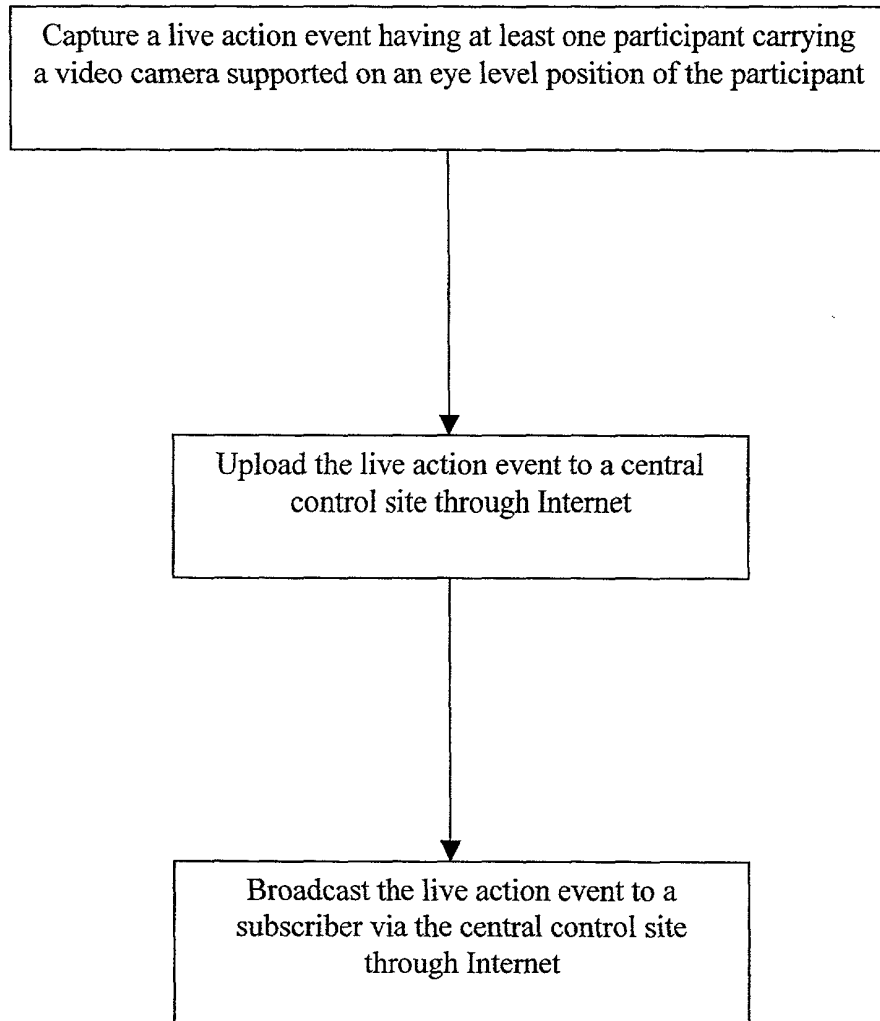 Capture a live action event having at least one participant carrying
a video camera supported on an eye level position of the participant
Upload the live action event to a central
control site through Internet
Broadcast the live action event to a
subscriber via the central control site
through Internet